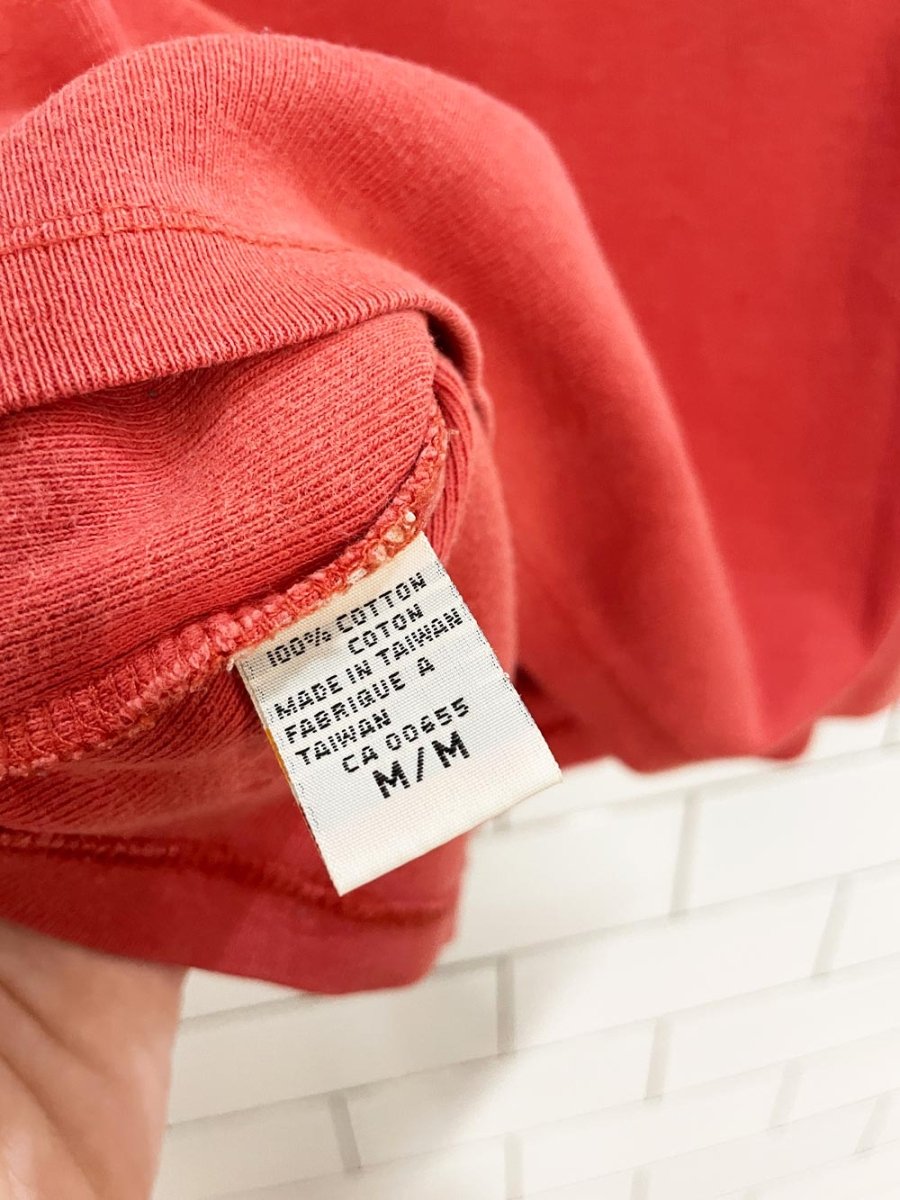 100% COTTON
COTON
MADE IN TAIWAN
FABRIQUE A
TAIWAN
CA 00655
M/M